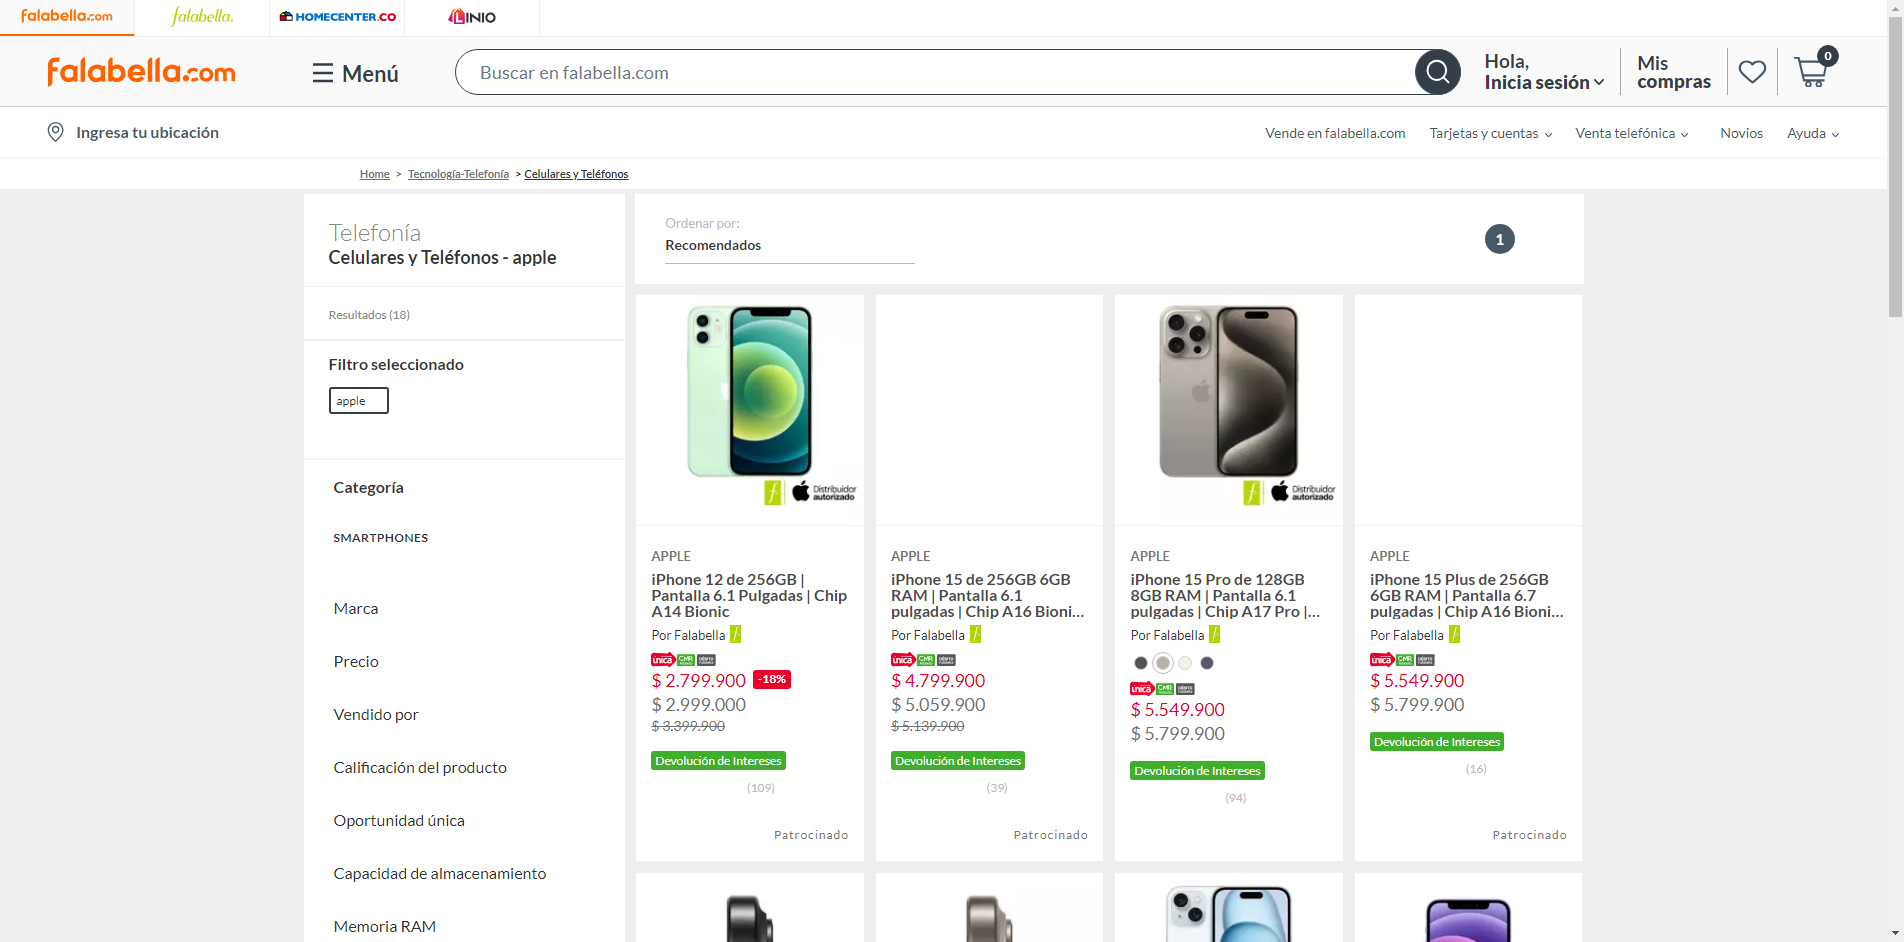 falabella.com
falabella.
HOMECENTER.CO
LINIO
falabella.com
Menú
Buscar en falabella.com
Hola,
Inicia sesión
Mis
compras
0
Ingresa tu ubicación
Vende en falabella.com
Tarjetas y cuentas
Venta telefónica
Novios
Ayuda
Home > Tecnología-Telefonía > Celulares y Teléfonos
Telefonía
Celulares y Teléfonos - apple
Resultados (18)
Filtro seleccionado
apple
Categoría
SMARTPHONES
Marca
Precio
Vendido por
Calificación del producto
Oportunidad única
Capacidad de almacenamiento
Memoria RAM
Ordenar por:
Recomendados
1
f
Distribuidor
autorizado
APPLE
iPhone 12 de 256GB |
Pantalla 6.1 Pulgadas | Chip
A14 Bionic
Por Falabella f
única CMR
$ 2.799.900 -18%
$ 2.999.000
$ 3.399.900
Devolución de Intereses
(109)
Patrocinado
APPLE
iPhone 15 de 256GB 6GB
RAM | Pantalla 6.1
pulgadas | Chip A16 Bioni...
Por Falabella f
única CMR
$ 4.799.900
$ 5.059.900
$ 5.139.900
Devolución de Intereses
(39)
Patrocinado
f
Distribuidor
autorizado
APPLE
iPhone 15 Pro de 128GB
8GB RAM | Pantalla 6.1
pulgadas | Chip A17 Pro |...
Por Falabella f
única CMR
$ 5.549.900
$ 5.799.900
Devolución de Intereses
(94)
APPLE
iPhone 15 Plus de 256GB
6GB RAM | Pantalla 6.7
pulgadas | Chip A16 Bioni...
Por Falabella f
única CMR
$ 5.549.900
$ 5.799.900
Devolución de Intereses
(16)
Patrocinado